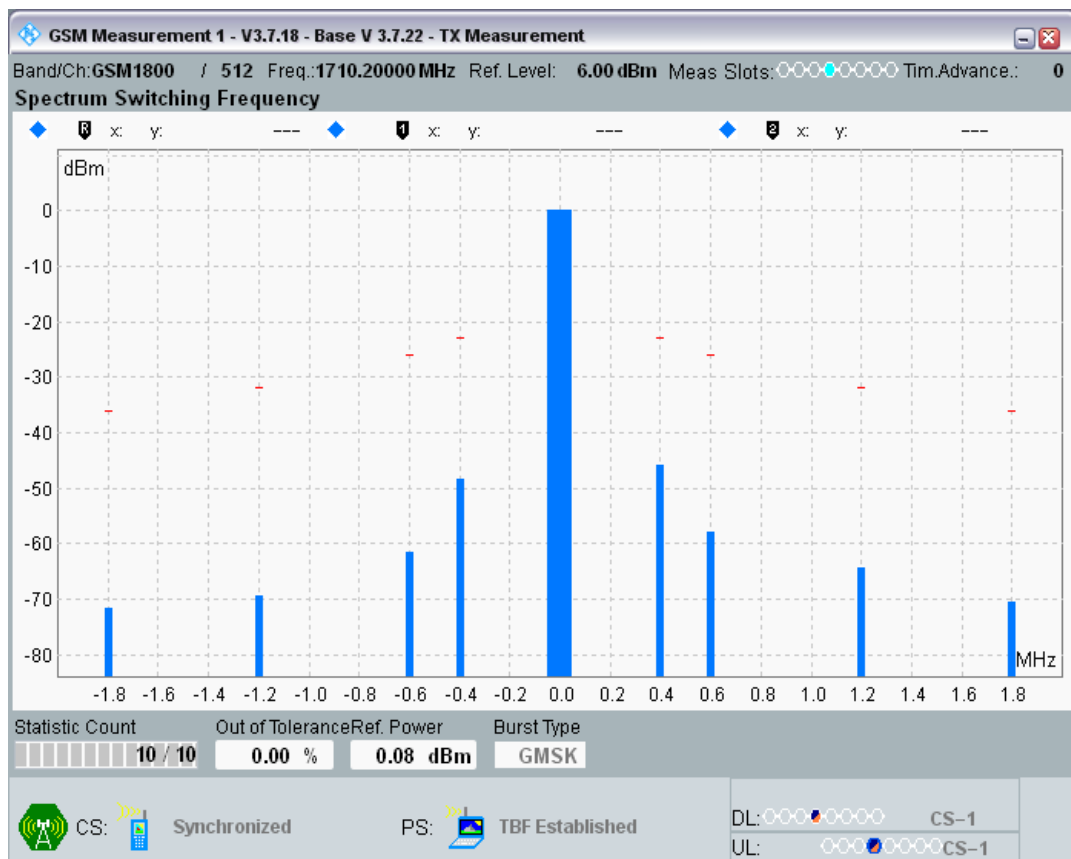 GSM Measurement 1 - V3.7.18 - Base V 3.7.22 - TX Measurement
Band/Ch:GSM1800 / 512 Freq.:1710.20000 MHz Ref. Level: 6.00 dBm Meas Slots: Tim.Advance.: 0
Spectrum Switching Frequency
R x: y: --- 1 x: y: --- 2 x: y: ---
dBm
0
-10
-20
-30
-40
-50
-60
-70
-80
MHz
-1.8 -1.6 -1.4 -1.2 -1.0 -0.8 -0.6 -0.4 -0.2 0.0 0.2 0.4 0.6 0.8 1.0 1.2 1.4 1.6 1.8
Statistic Count Out of Tolerance Ref. Power Burst Type
10 / 10 0.00 % 0.08 dBm GMSK
CS: Synchronized PS: TBF Established DL: CS-1
UL: CS-1